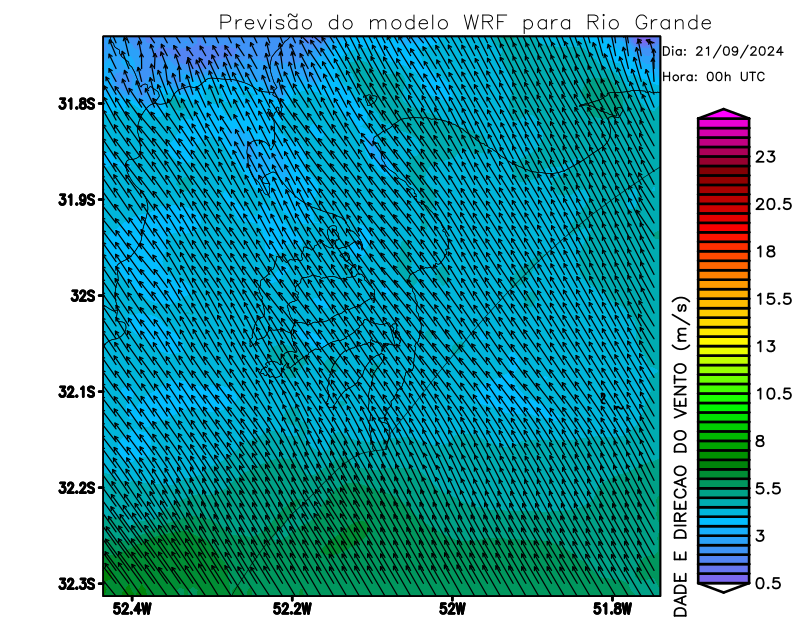 Previsão do modelo WRF para Rio Grande
Dia: 21/09/2024
Hora: 00h UTC
31.8S
31.9S
32S
32.1S
32.2S
32.3S
52.4W
52.2W
52W
51.8W
23
20.5
18
15.5
13
10.5
8
5.5
3
0.5
DADE E DIRECAO DO VENTO (m/s)